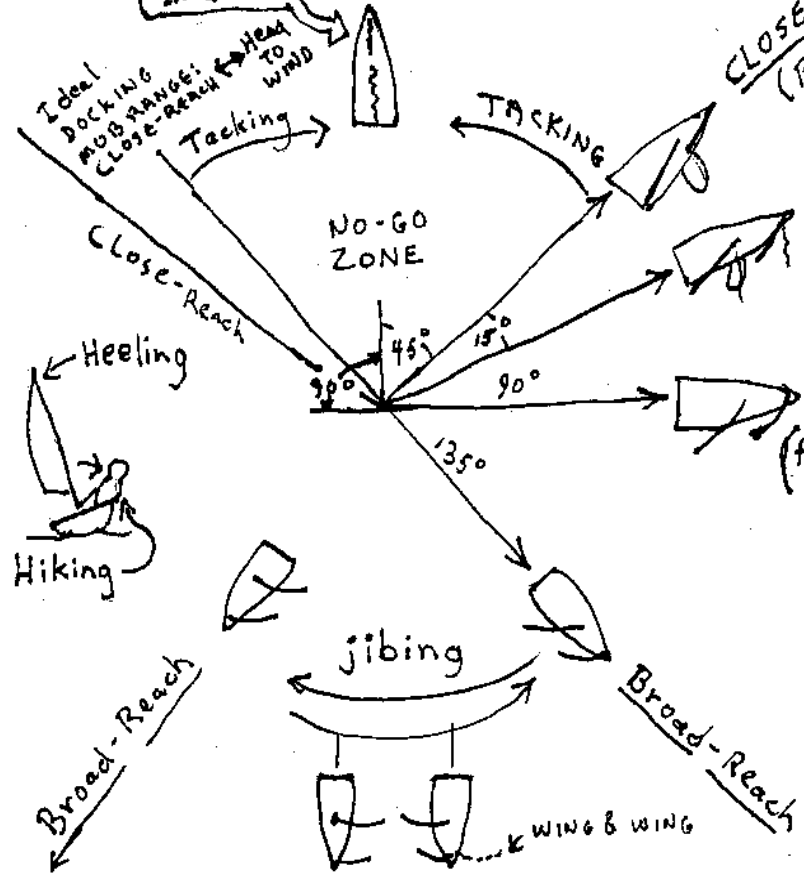 Ideal
DOCKING
MOB RANGE:
CLOSE-REACH ↔ Head
TO
WIND
Tacking
TACKING
CLOSE
NO-GO
ZONE
CLOSE-Reach
45°
15°
90°
90°
135°
Heeling
Hiking
jibing
Broad-Reach
Broad-Reach
WING & WING